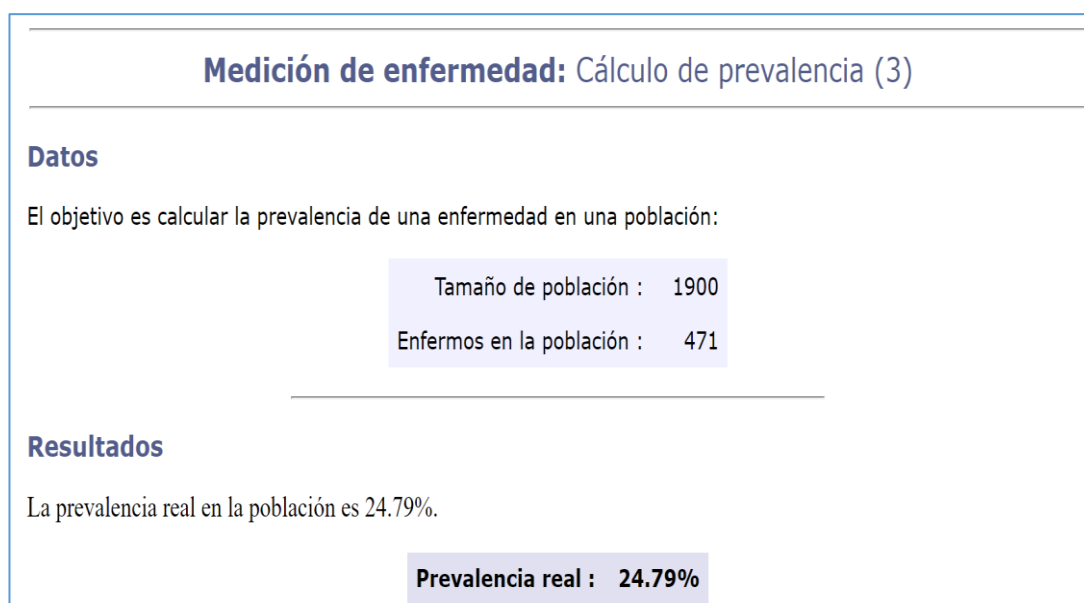 Medición de enfermedad: Cálculo de prevalencia (3)
Datos
El objetivo es calcular la prevalencia de una enfermedad en una población:
Tamaño de población : 1900
Enfermos en la población : 471
Resultados
La prevalencia real en la población es 24.79%.
Prevalencia real : 24.79%